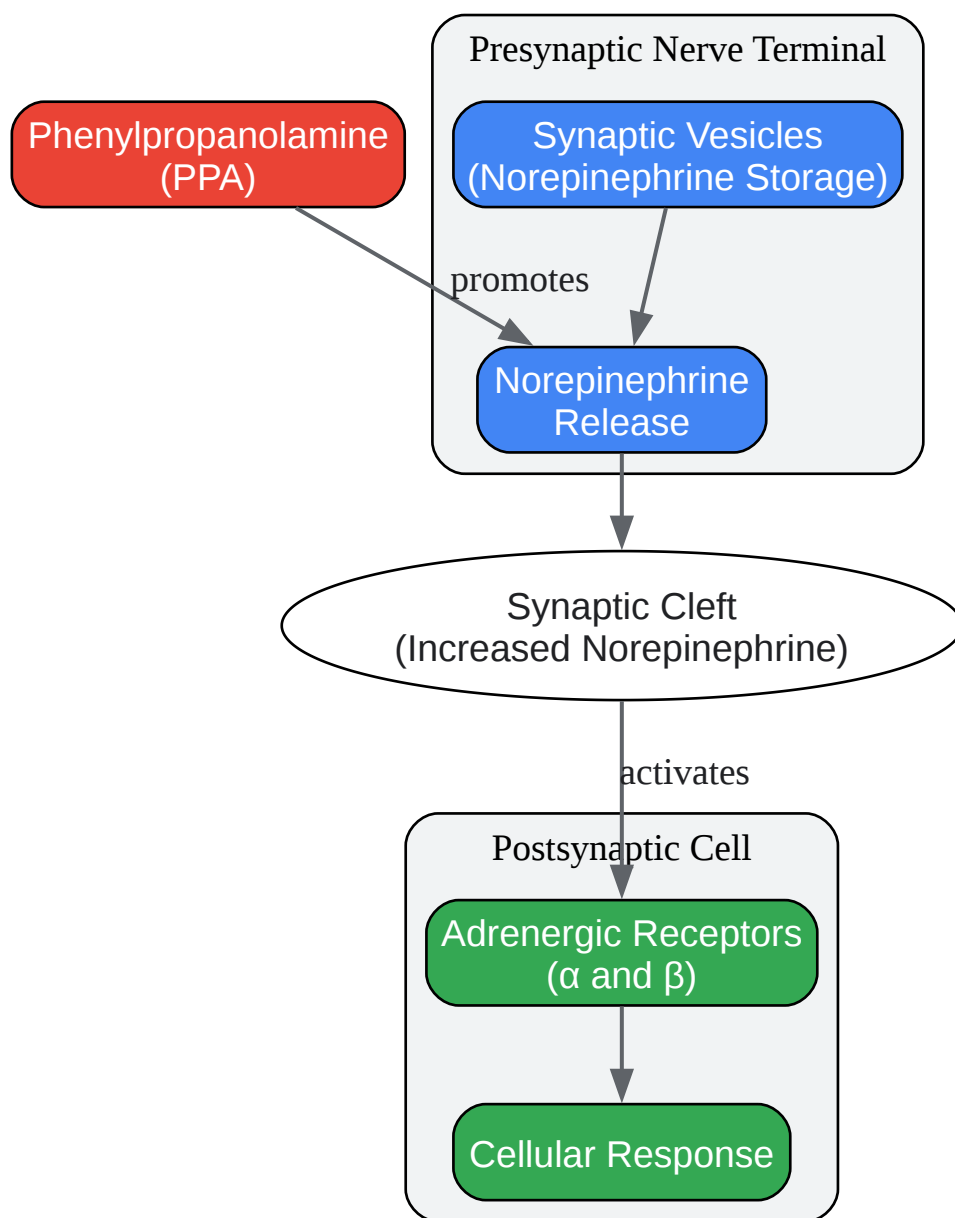 Presynaptic Nerve Terminal
Phenylpropanolamine
(PPA)
Synaptic Vesicles
(Norepinephrine Storage)
promotes
Norepinephrine
Release
Synaptic Cleft
(Increased Norepinephrine)
activates
Postsynaptic Cell
Adrenergic Receptors
(α and β)
Cellular Response